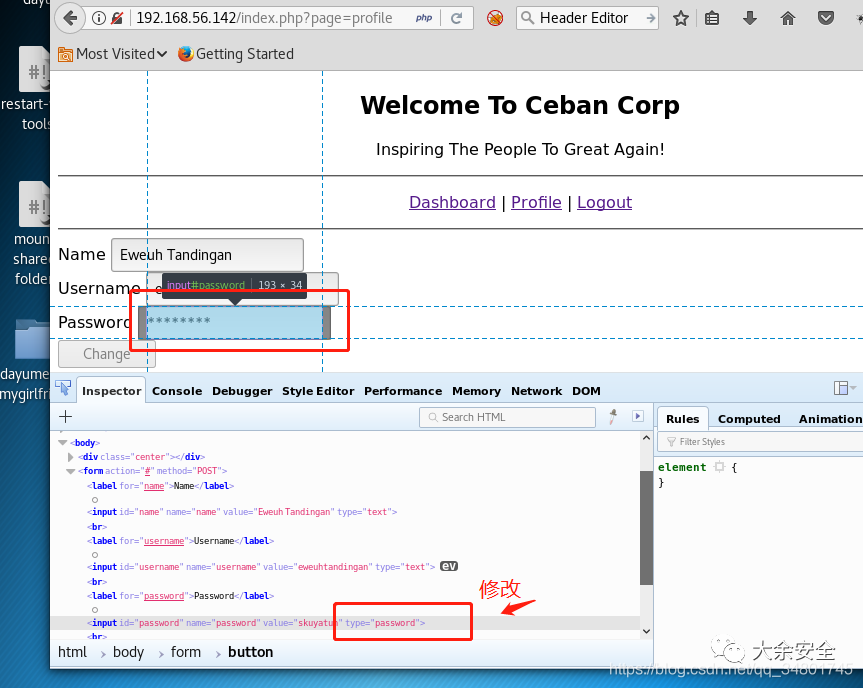 192.168.56.142/index.php?page=profile
php
Header Editor
Most Visited
Getting Started
restart-
tools
moun
share
folde
dayume
mygirlfri
Welcome To Ceban Corp
Inspiring The People To Great Again!
Dashboard | Profile | Logout
Name Eweuh Tandingan
Username
input#password 193 × 34
Password ********
Change
Inspector Console Debugger Style Editor Performance Memory Network DOM
Search HTML
Rules Computed Animation
Filter Styles
element {
}
<body>
<div class="center"></div>
<form action="#" method="POST">
<label for="name">Name</label>
<input id="name" name="name" value="Eweuh Tandingan" type="text">
<br>
<label for="username">Username</label>
<input id="username" name="username" value="eweuhtandingan" type="text"> ev
<br>
<label for="password">Password</label>
修改
<input id="password" name="password" value="skuyatuh" type="password">
<br>
html body form button
大余安全
https://blog.csdn.net/qq_34801745